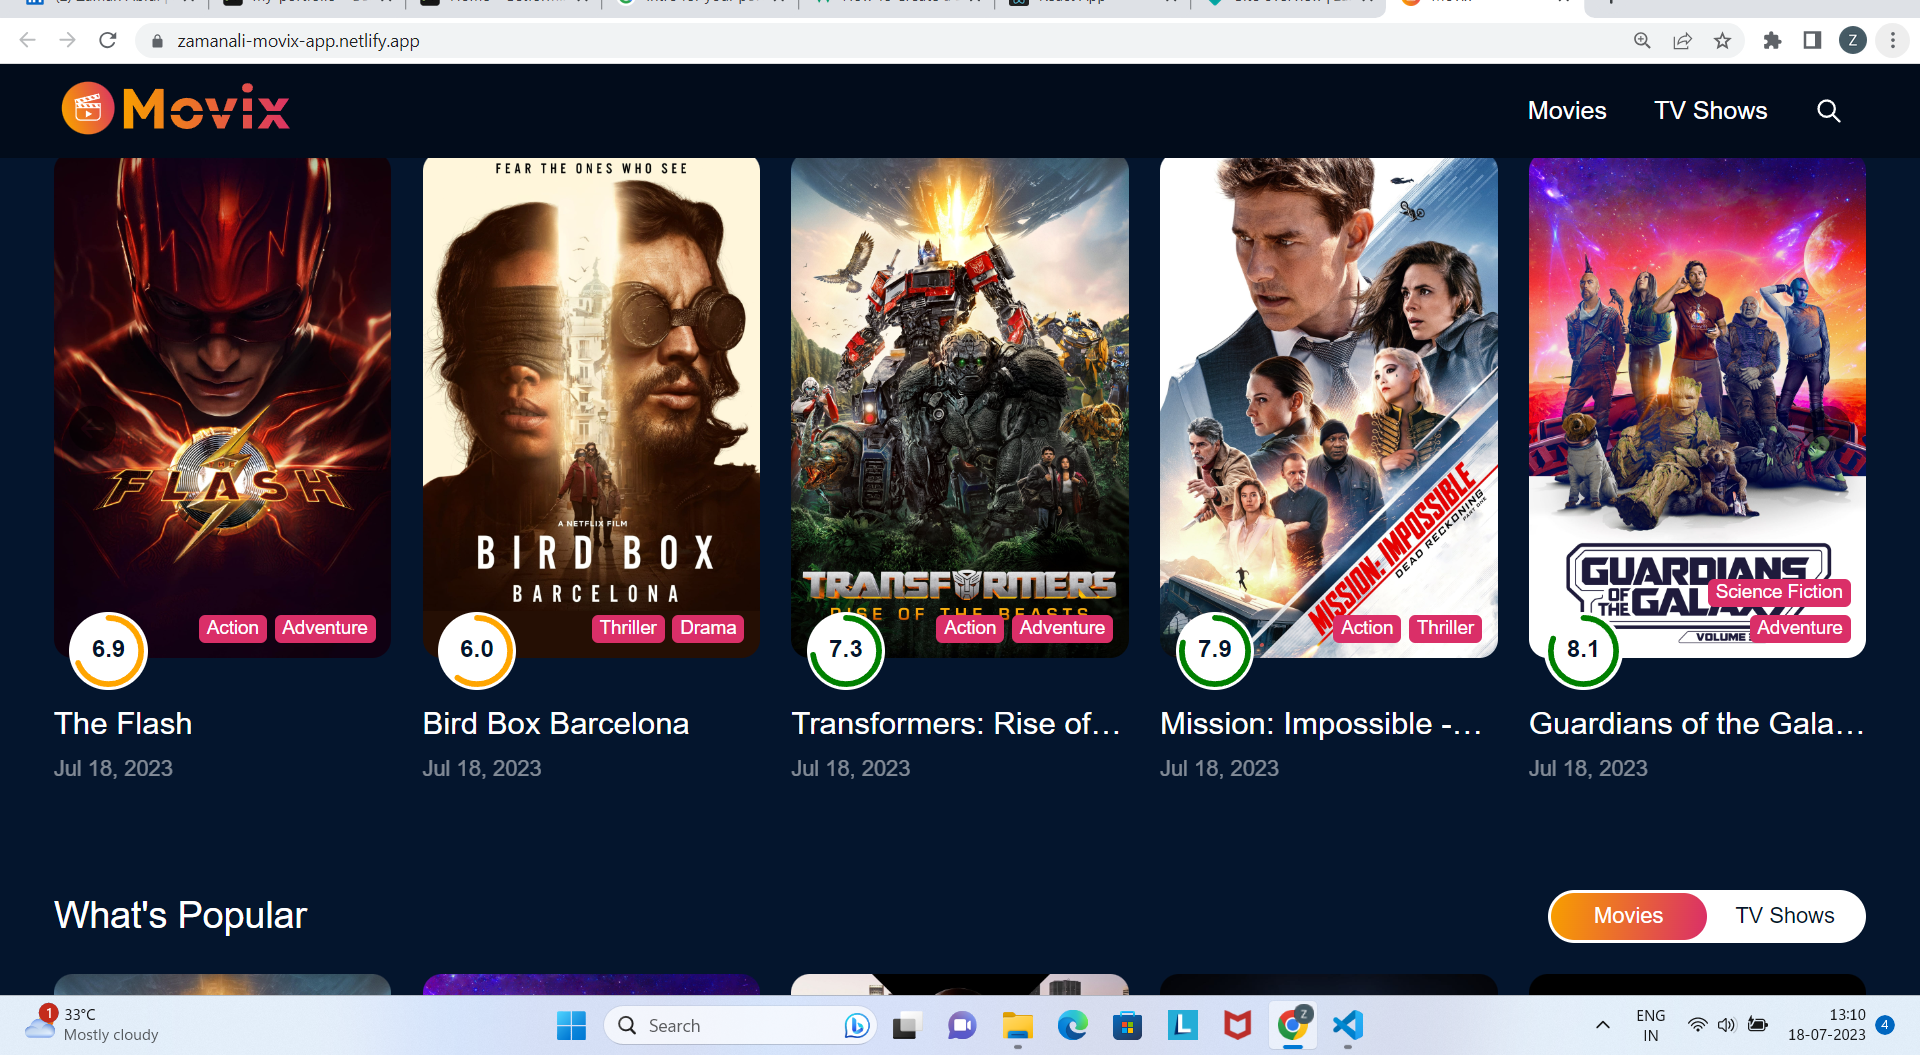 zamanali-movix-app.netlify.app
Z
Movix
Movies TV Shows
FEAR THE ONES WHO SEE
THE
FLASH
A NETFLIX FILM
BIRD BOX
BARCELONA
TRANSFORMERS
RISE OF THE BEASTS
MISSION: IMPOSSIBLE
DEAD RECKONING
PART ONE
GUARDIANS
OF THE GALAXY
VOLUME
6.9 Action Adventure
6.0 Thriller Drama
7.3 Action Adventure
7.9 Action Thriller
8.1 Science Fiction
Adventure
The Flash
Jul 18, 2023
Bird Box Barcelona
Jul 18, 2023
Transformers: Rise of…
Jul 18, 2023
Mission: Impossible -…
Jul 18, 2023
Guardians of the Gala…
Jul 18, 2023
What's Popular
Movies TV Shows
1
33°C
Mostly cloudy
Search
L
Z
ENG
IN
13:10
18-07-2023
4